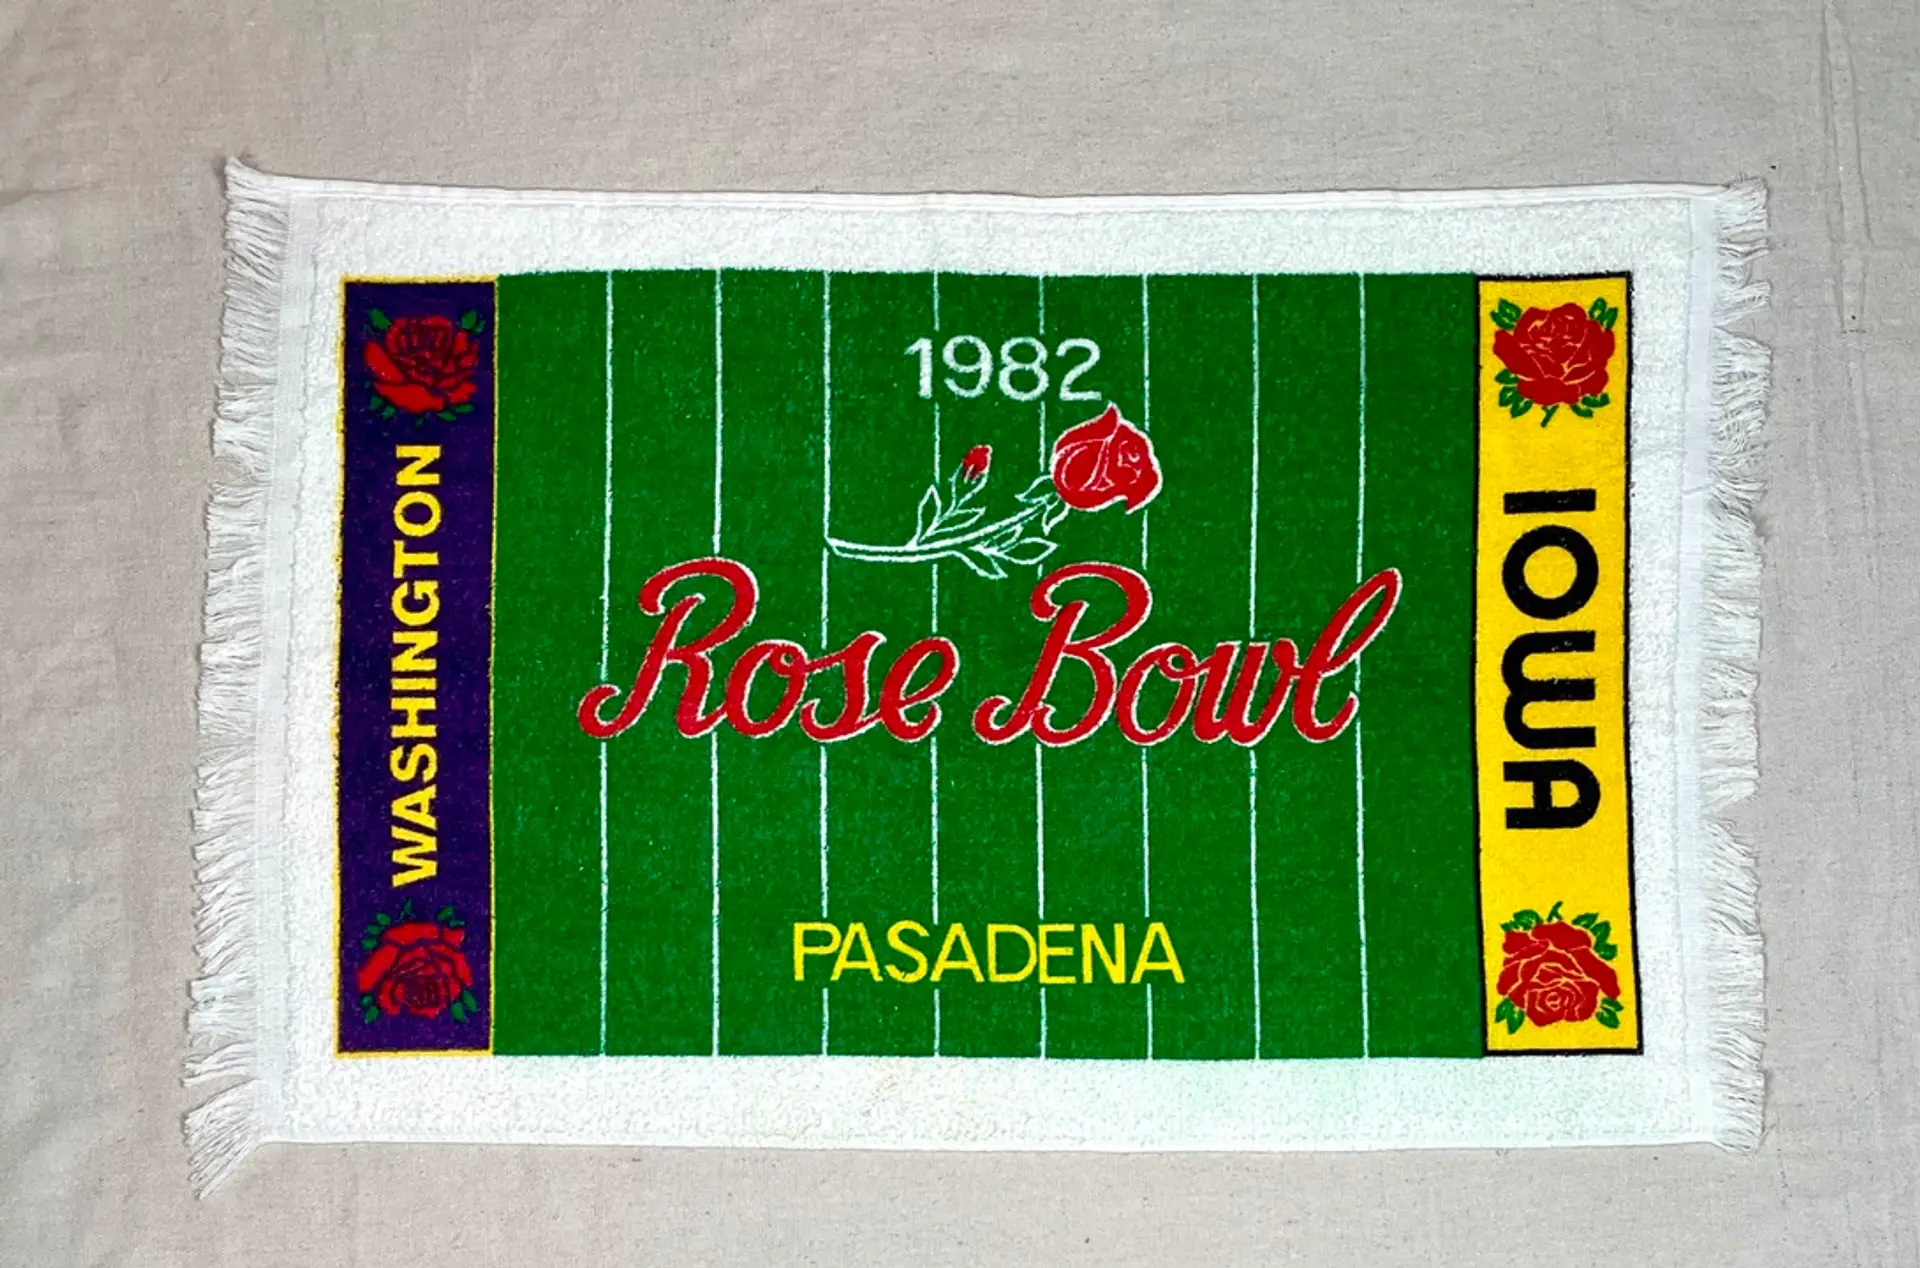 WASHINGTON
1982
Rose Bowl
PASADENA
IOWA